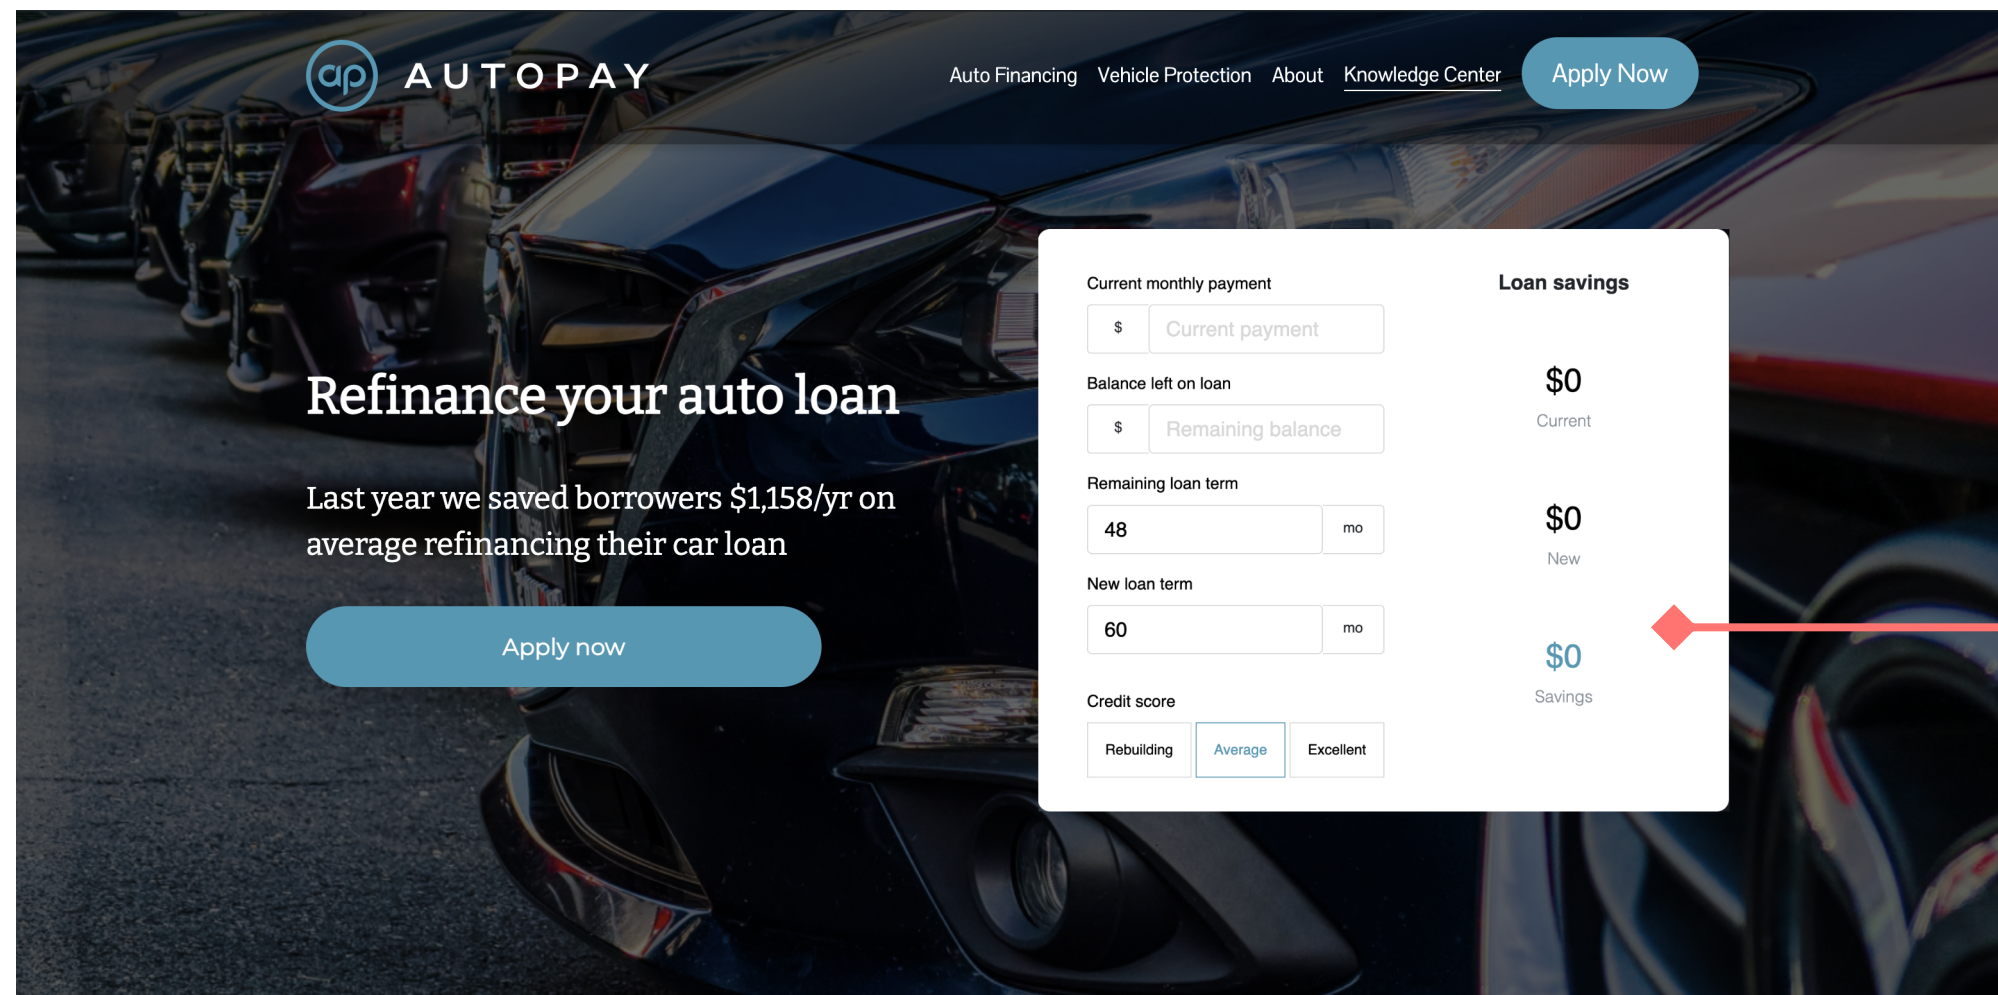 ap AUTOPAY
Auto Financing Vehicle Protection About Knowledge Center Apply Now
Refinance your auto loan
Last year we saved borrowers $1,158/yr on
average refinancing their car loan
Apply now
Current monthly payment
$ Current payment
Balance left on loan
$ Remaining balance
Remaining loan term
48 mo
New loan term
60 mo
Credit score
Rebuilding Average Excellent
Loan savings
$0
Current
$0
New
$0
Savings